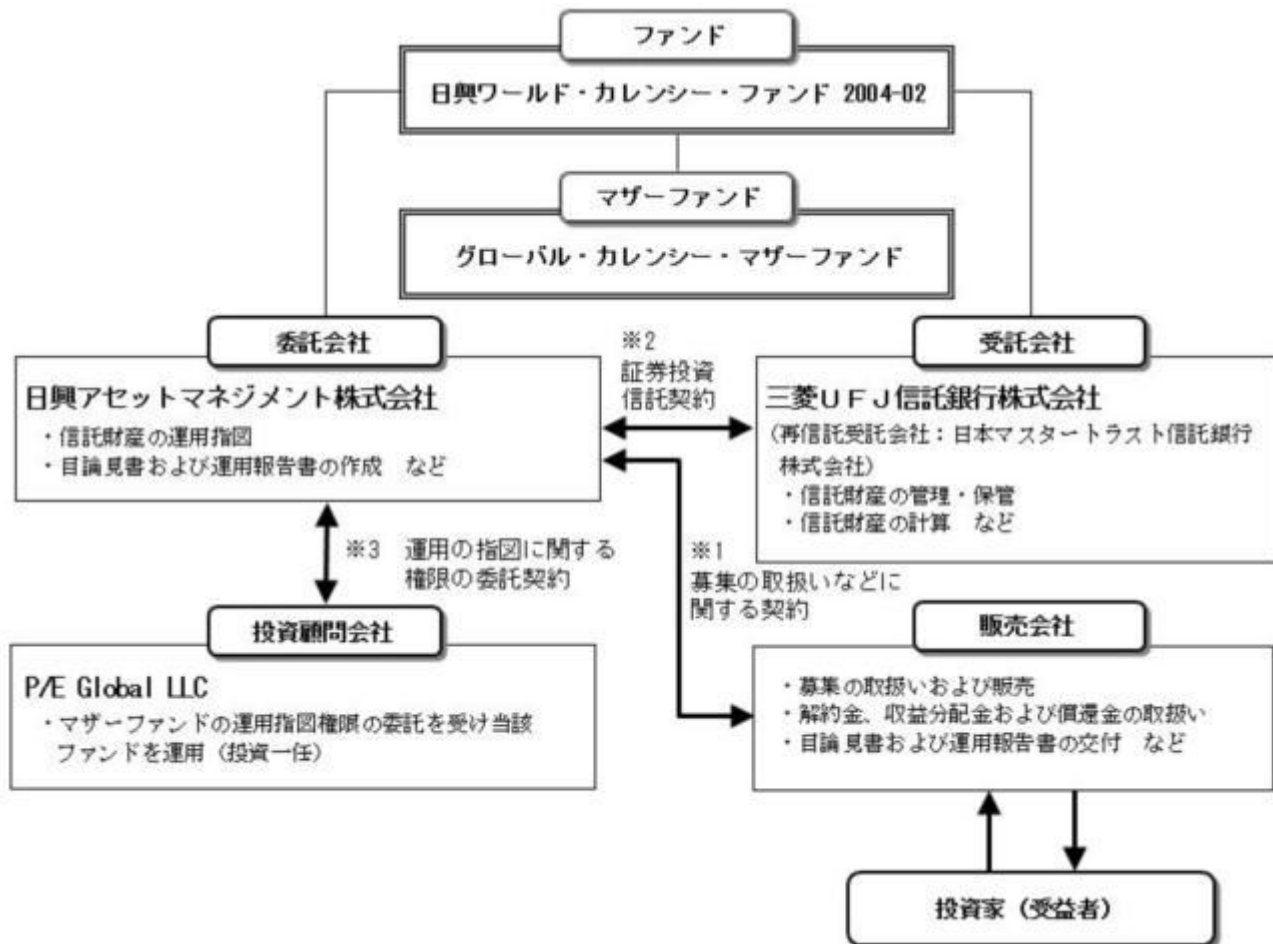 ファンド
日興ワールド・カレンシー・ファンド 2004-02
マザーファンド
グローバル・カレンシー・マザーファンド
委託会社
日興アセットマネジメント株式会社
・信託財産の運用指図
・目論見書および運用報告書の作成　など
※2
証券投資
信託契約
受託会社
三菱ＵＦＪ信託銀行株式会社
（再信託受託会社：日本マスタートラスト信託銀行
株式会社）
・信託財産の管理・保管
・信託財産の計算　など
※3　運用の指図に関する
権限の委託契約
※1
募集の取扱いなどに
関する契約
投資顧問会社
P/E Global LLC
・マザーファンドの運用指図権限の委託を受け当該
ファンドを運用（投資一任）
販売会社
・募集の取扱いおよび販売
・解約金、収益分配金および償還金の取扱い
・目論見書および運用報告書の交付　など
投資家（受益者）